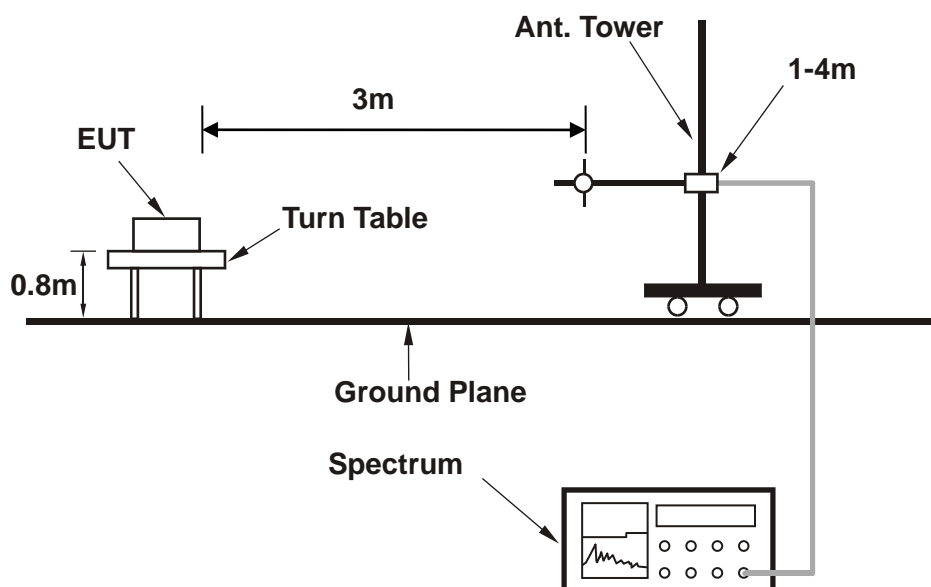 Ant. Tower
1-4m
3m
EUT
Turn Table
0.8m
Ground Plane
Spectrum